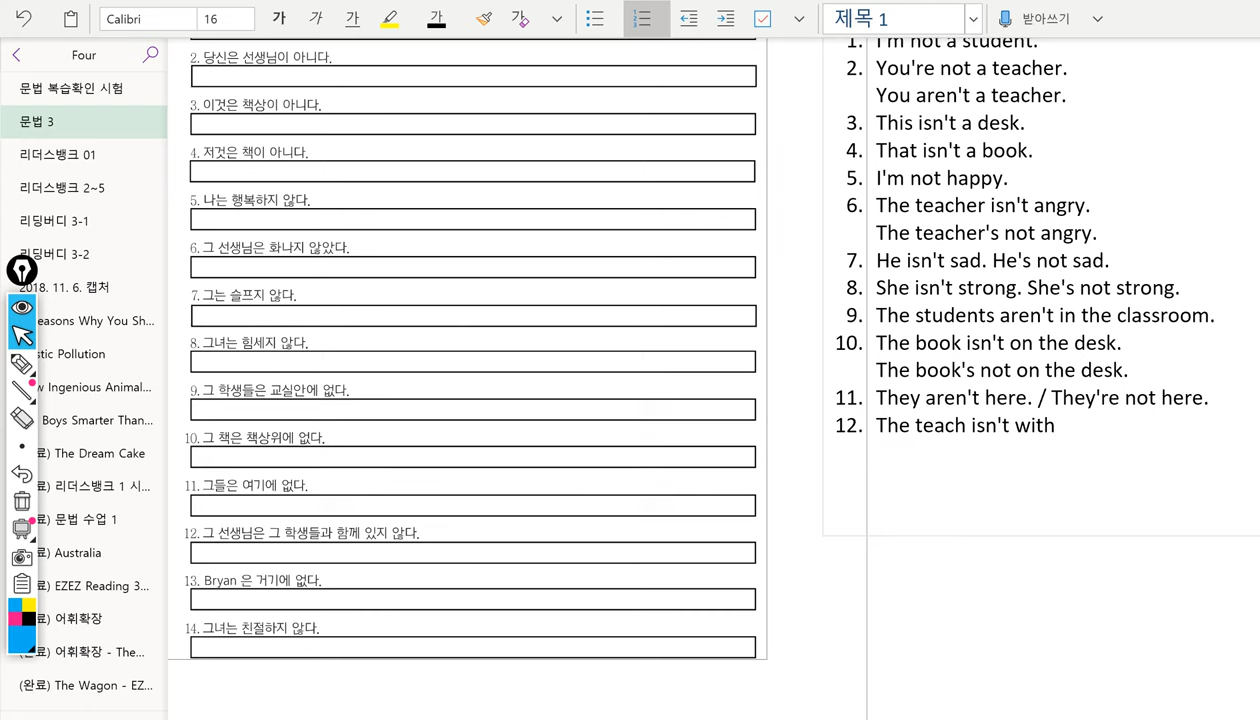 Calibri
16
가 가 가 가
제목 1
받아쓰기
Four
문법 복습확인 시험
문법 3
리더스뱅크 01
리더스뱅크 2~5
리딩버디 3-1
리딩버디 3-2
2018. 11. 6. 캡처
easons Why You Sh...
stic Pollution
w Ingenious Animal...
Boys Smarter Than...
료) The Dream Cake
료) 리더스뱅크 1 시...
료) 문법 수업 1
료) Australia
료) EZEZ Reading 3...
료) 어휘확장
(완료) 어휘확장 - The...
(완료) The Wagon - EZ...
2. 당신은 선생님이 아니다.
3. 이것은 책상이 아니다.
4. 저것은 책이 아니다.
5. 나는 행복하지 않다.
6. 그 선생님은 화나지 않았다.
7. 그는 슬프지 않다.
8. 그녀는 힘세지 않다.
9. 그 학생들은 교실안에 없다.
10. 그 책은 책상위에 없다.
11. 그들은 여기에 없다.
12. 그 선생님은 그 학생들과 함께 있지 않다.
13. Bryan 은 거기에 없다.
14. 그녀는 친절하지 않다.
1. I'm not a student.
2. You're not a teacher.
You aren't a teacher.
3. This isn't a desk.
4. That isn't a book.
5. I'm not happy.
6. The teacher isn't angry.
The teacher's not angry.
7. He isn't sad. He's not sad.
8. She isn't strong. She's not strong.
9. The students aren't in the classroom.
10. The book isn't on the desk.
The book's not on the desk.
11. They aren't here. / They're not here.
12. The teach isn't with